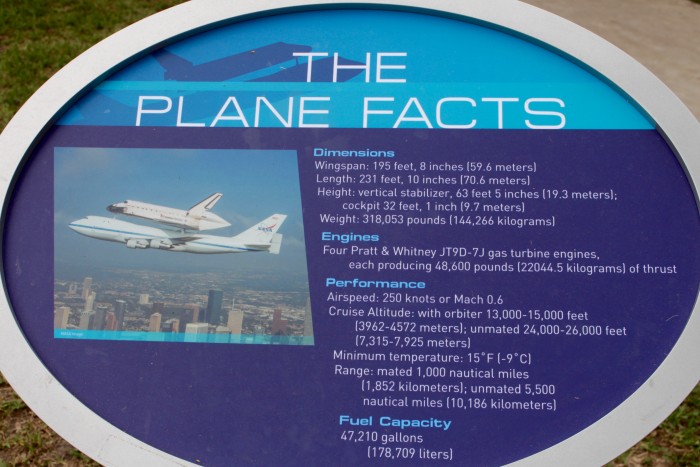 THE
PLANE FACTS
Dimensions
Wingspan: 195 feet, 8 inches (59.6 meters)
Length: 231 feet, 10 inches (70.6 meters)
Height: vertical stabilizer, 63 feet 5 inches (19.3 meters);
cockpit 32 feet, 1 inch (9.7 meters)
Weight: 318,053 pounds (144,266 kilograms)
Engines
Four Pratt & Whitney JT9D-7J gas turbine engines,
each producing 48,600 pounds (22044.5 kilograms) of thrust
Performance
Airspeed: 250 knots or Mach 0.6
Cruise Altitude: with orbiter 13,000-15,000 feet
(3962-4572 meters); unmated 24,000-26,000 feet
(7,315-7,925 meters)
Minimum temperature: 15°F (-9°C)
Range: mated 1,000 nautical miles
(1,852 kilometers); unmated 5,500
nautical miles (10,186 kilometers)
Fuel Capacity
47,210 gallons
(178,709 liters)